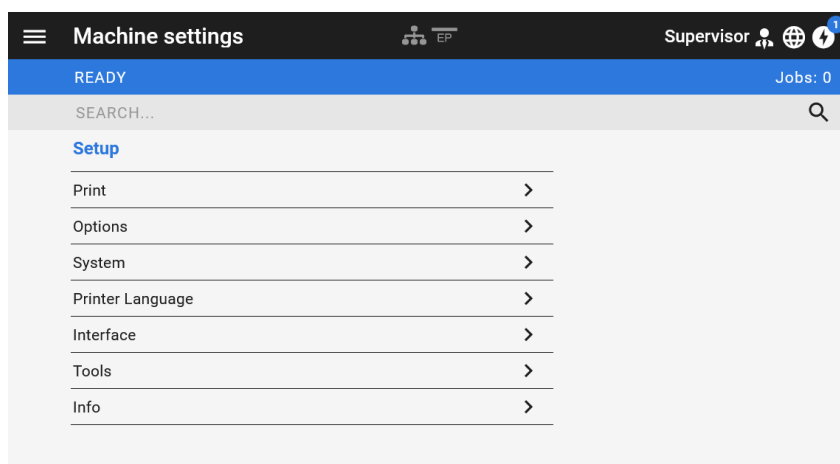 Machine settings EP Supervisor 1
READY Jobs: 0
SEARCH...
Setup
Print
Options
System
Printer Language
Interface
Tools
Info